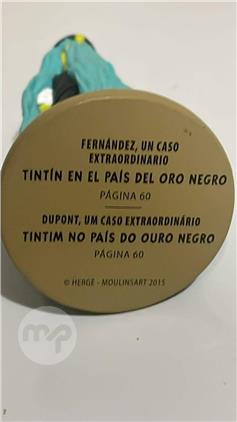 FERNÁNDEZ, UN CASO
EXTRAORDINARIO
TINTÍN EN EL PAÍS DEL ORO NEGRO
PÁGINA 60
DUPONT, UM CASO EXTRAORDINÁRIO
TINTIM NO PAÍS DO OURO NEGRO
PÁGINA 60
© HERGÉ - MOULINSART 2015
mp